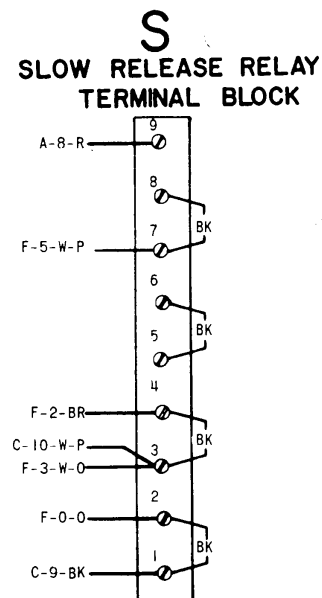 S
SLOW RELEASE RELAY
TERMINAL BLOCK
9
A-8-R
8
BK
7
F-5-W-P
6
BK
5
4
F-2-BR
BK
C-10-W-P
3
F-3-W-O
2
F-O-O
BK
1
C-9-BK